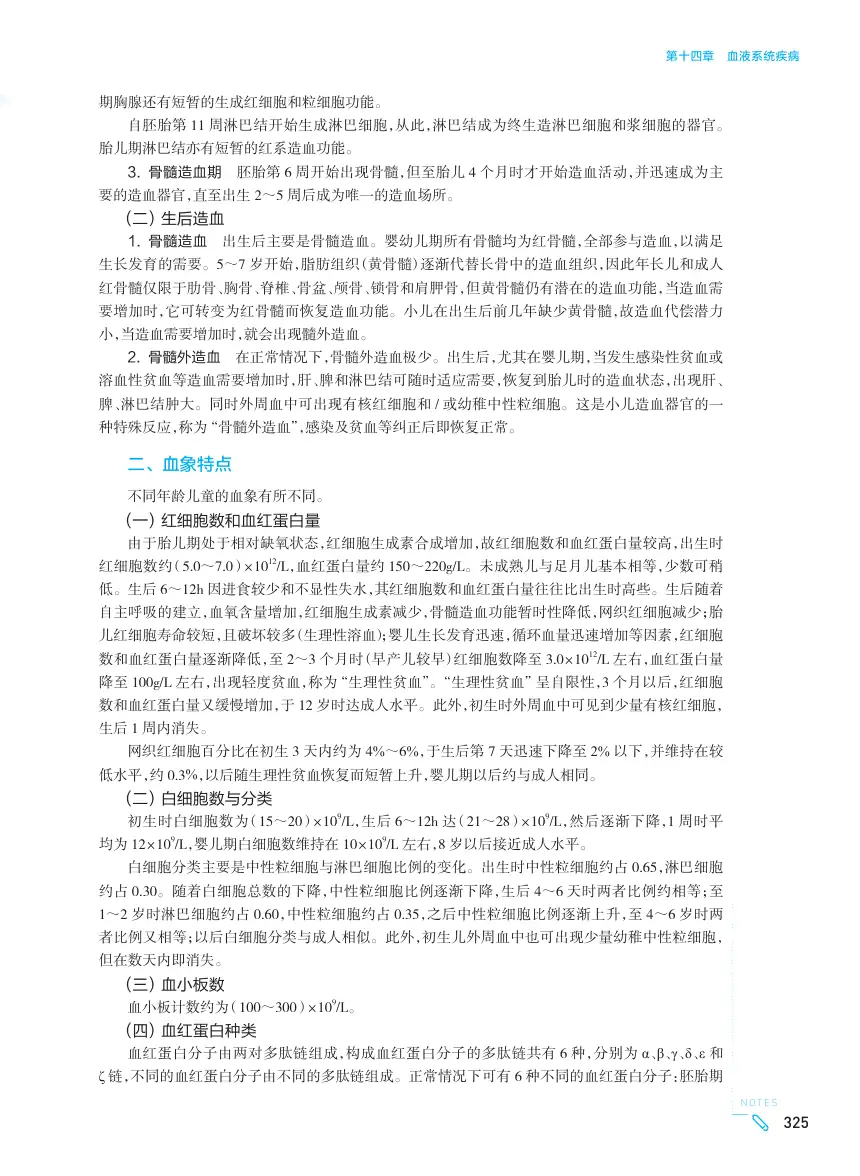 第十四章 血液系统疾病
期胸腺还有短暂的生成红细胞和粒细胞功能。
自胚胎第 11 周淋巴结开始生成淋巴细胞,从此,淋巴结成为终生造淋巴细胞和浆细胞的器官。
胎儿期淋巴结亦有短暂的红系造血功能。
3. 骨髓造血期 胚胎第 6 周开始出现骨髓,但至胎儿 4 个月时才开始造血活动,并迅速成为主
要的造血器官,直至出生 2～5 周后成为唯一的造血场所。
(二) 生后造血
1. 骨髓造血 出生后主要是骨髓造血。婴幼儿期所有骨髓均为红骨髓,全部参与造血,以满足
生长发育的需要。5～7 岁开始,脂肪组织(黄骨髓)逐渐代替长骨中的造血组织,因此年长儿和成人
红骨髓仅限于肋骨、胸骨、脊椎、骨盆、颅骨、锁骨和肩胛骨,但黄骨髓仍有潜在的造血功能,当造血需
要增加时,它可转变为红骨髓而恢复造血功能。小儿在出生后前几年缺少黄骨髓,故造血代偿潜力
小,当造血需要增加时,就会出现髓外造血。
2. 骨髓外造血 在正常情况下,骨髓外造血极少。出生后,尤其在婴儿期,当发生感染性贫血或
溶血性贫血等造血需要增加时,肝、脾和淋巴结可随时适应需要,恢复到胎儿时的造血状态,出现肝、
脾、淋巴结肿大。同时外周血中可出现有核红细胞和 / 或幼稚中性粒细胞。这是小儿造血器官的一
种特殊反应,称为“骨髓外造血”,感染及贫血等纠正后即恢复正常。
二、血象特点
不同年龄儿童的血象有所不同。
(一) 红细胞数和血红蛋白量
由于胎儿期处于相对缺氧状态,红细胞生成素合成增加,故红细胞数和血红蛋白量较高,出生时
红细胞数约(5.0～7.0)×10¹²/L,血红蛋白量约 150～220g/L。未成熟儿与足月儿基本相等,少数可稍
低。生后 6～12h 因进食较少和不显性失水,其红细胞数和血红蛋白量往往比出生时高些。生后随着
自主呼吸的建立,血氧含量增加,红细胞生成素减少,骨髓造血功能暂时性降低,网织红细胞减少;胎
儿红细胞寿命较短,且破坏较多(生理性溶血);婴儿生长发育迅速,循环血量迅速增加等因素,红细胞
数和血红蛋白量逐渐降低,至 2～3 个月时(早产儿较早)红细胞数降至 3.0×10¹²/L 左右,血红蛋白量
降至 100g/L 左右,出现轻度贫血,称为“生理性贫血”。“生理性贫血”呈自限性,3 个月以后,红细胞
数和血红蛋白量又缓慢增加,于 12 岁时达成人水平。此外,初生时外周血中可见到少量有核红细胞,
生后 1 周内消失。
网织红细胞百分比在初生 3 天内约为 4%～6%,于生后第 7 天迅速下降至 2% 以下,并维持在较
低水平,约 0.3%,以后随生理性贫血恢复而短暂上升,婴儿期以后约与成人相同。
(二) 白细胞数与分类
初生时白细胞数为(15～20)×10⁹/L,生后 6～12h 达(21～28)×10⁹/L,然后逐渐下降,1 周时平
均为 12×10⁹/L,婴儿期白细胞数维持在 10×10⁹/L 左右,8 岁以后接近成人水平。
白细胞分类主要是中性粒细胞与淋巴细胞比例的变化。出生时中性粒细胞约占 0.65,淋巴细胞
约占 0.30。随着白细胞总数的下降,中性粒细胞比例逐渐下降,生后 4～6 天时两者比例约相等;至
1～2 岁时淋巴细胞约占 0.60,中性粒细胞约占 0.35,之后中性粒细胞比例逐渐上升,至 4～6 岁时两
者比例又相等;以后白细胞分类与成人相似。此外,初生儿外周血中也可出现少量幼稚中性粒细胞,
但在数天内即消失。
(三) 血小板数
血小板计数约为(100～300)×10⁹/L。
(四) 血红蛋白种类
血红蛋白分子由两对多肽链组成,构成血红蛋白分子的多肽链共有 6 种,分别为 α、β、γ、δ、ε 和
ζ 链,不同的血红蛋白分子由不同的多肽链组成。正常情况下可有 6 种不同的血红蛋白分子:胚胎期
NOTES
325